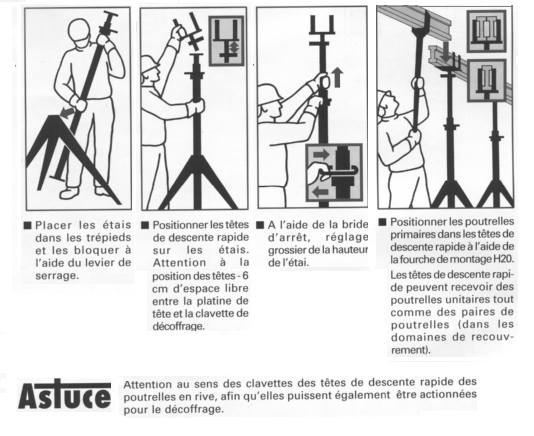 ■ Placer les étais
dans les trépieds
et les bloquer à
l'aide du levier de
serrage.
■ Positionner les têtes
de descente rapide
sur les étais.
Attention à la
position des têtes - 6
cm d'espace libre
entre la platine de
tête et la clavette de
décoffrage.
■ A l'aide de la bride
d'arrêt, réglage
grossier de la hauteur
de l'étai.
■ Positionner les poutrelles
primaires dans les têtes de
descente rapide à l'aide de
la fourche de montage H20.
Les têtes de descente rapi-
de peuvent recevoir des
poutrelles unitaires tout
comme des paires de
poutrelles (dans les
domaines de recouv-
rement).
Astuce
Attention au sens des clavettes des têtes de descente rapide des
poutrelles en rive, afin qu'elles puissent également être actionnées
pour le décoffrage.